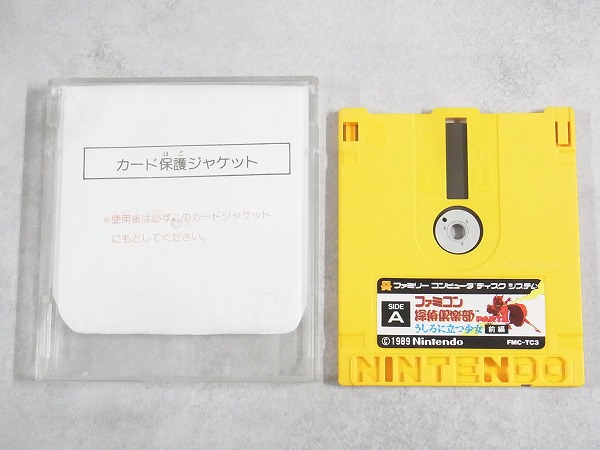 はこ
カード保護ジャケット
※使用後は必ずこのカードジャケット
にもどしてください。
ファミリー コンピュータ ディスク システム
SIDE
A
ファミコン
探偵倶楽部 PARTII
うしろに立つ少女 前編
©1989 Nintendo FMC-TC3
NINTENDO